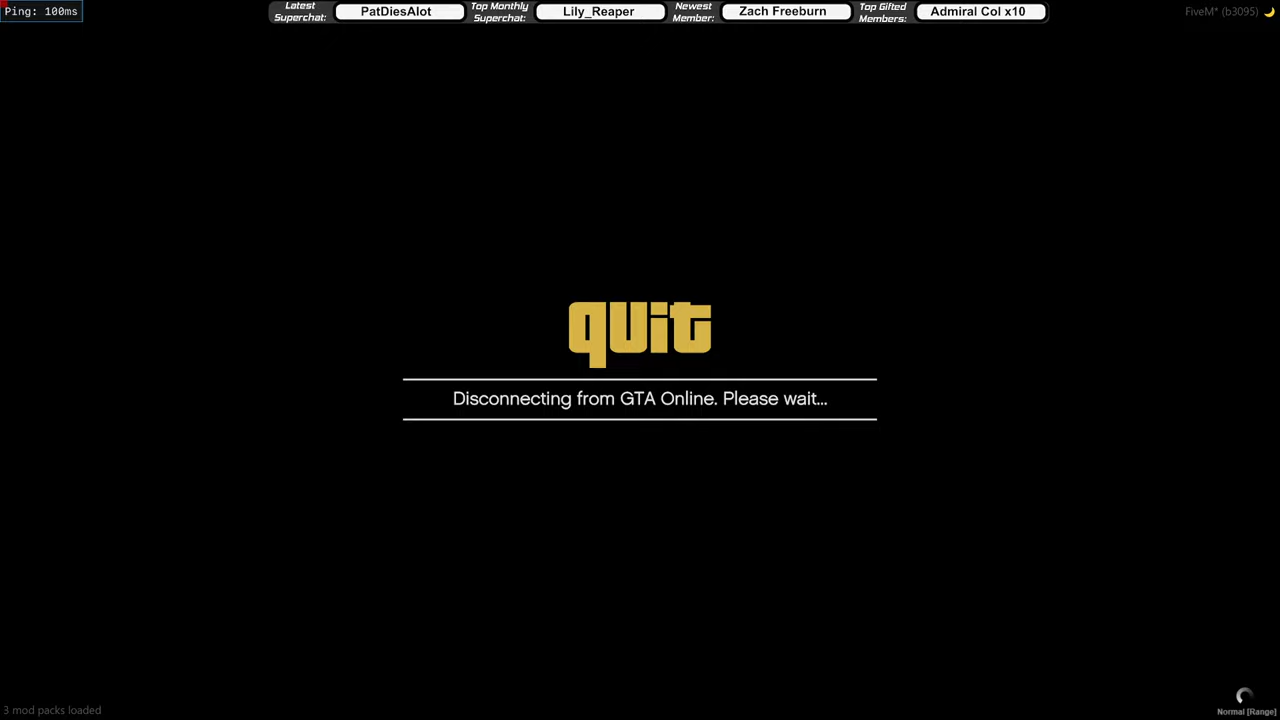 Ping: 100ms
Latest Superchat:
PatDiesAlot
Top Monthly Superchat:
Lily_Reaper
Newest Member:
Zach Freeburn
Top Gifted Members:
Admiral Col x10
FiveM* (b3095)
quit
Disconnecting from GTA Online. Please wait...
3 mod packs loaded
Normal [Range]